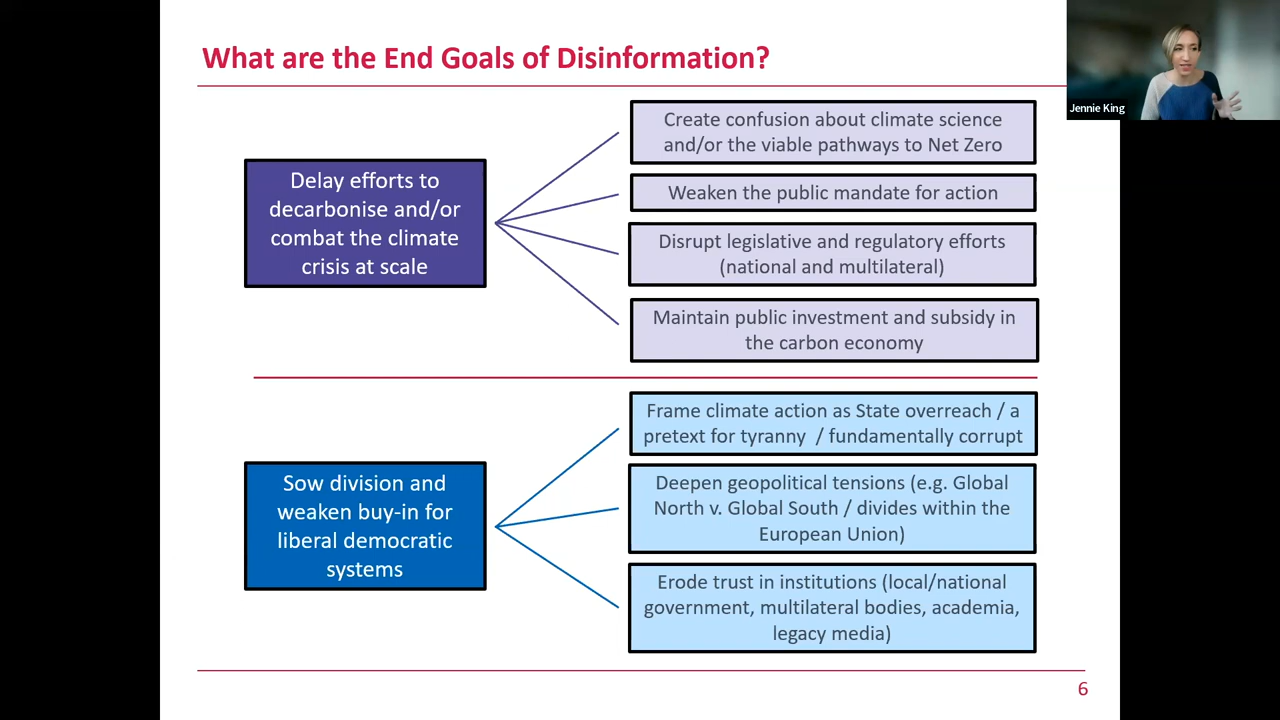 What are the End Goals of Disinformation?
Jennie King
Delay efforts to
decarbonise and/or
combat the climate
crisis at scale
Create confusion about climate science
and/or the viable pathways to Net Zero
Weaken the public mandate for action
Disrupt legislative and regulatory efforts
(national and multilateral)
Maintain public investment and subsidy in
the carbon economy
Sow division and
weaken buy-in for
liberal democratic
systems
Frame climate action as State overreach / a
pretext for tyranny / fundamentally corrupt
Deepen geopolitical tensions (e.g. Global
North v. Global South / divides within the
European Union)
Erode trust in institutions (local/national
government, multilateral bodies, academia,
legacy media)
6